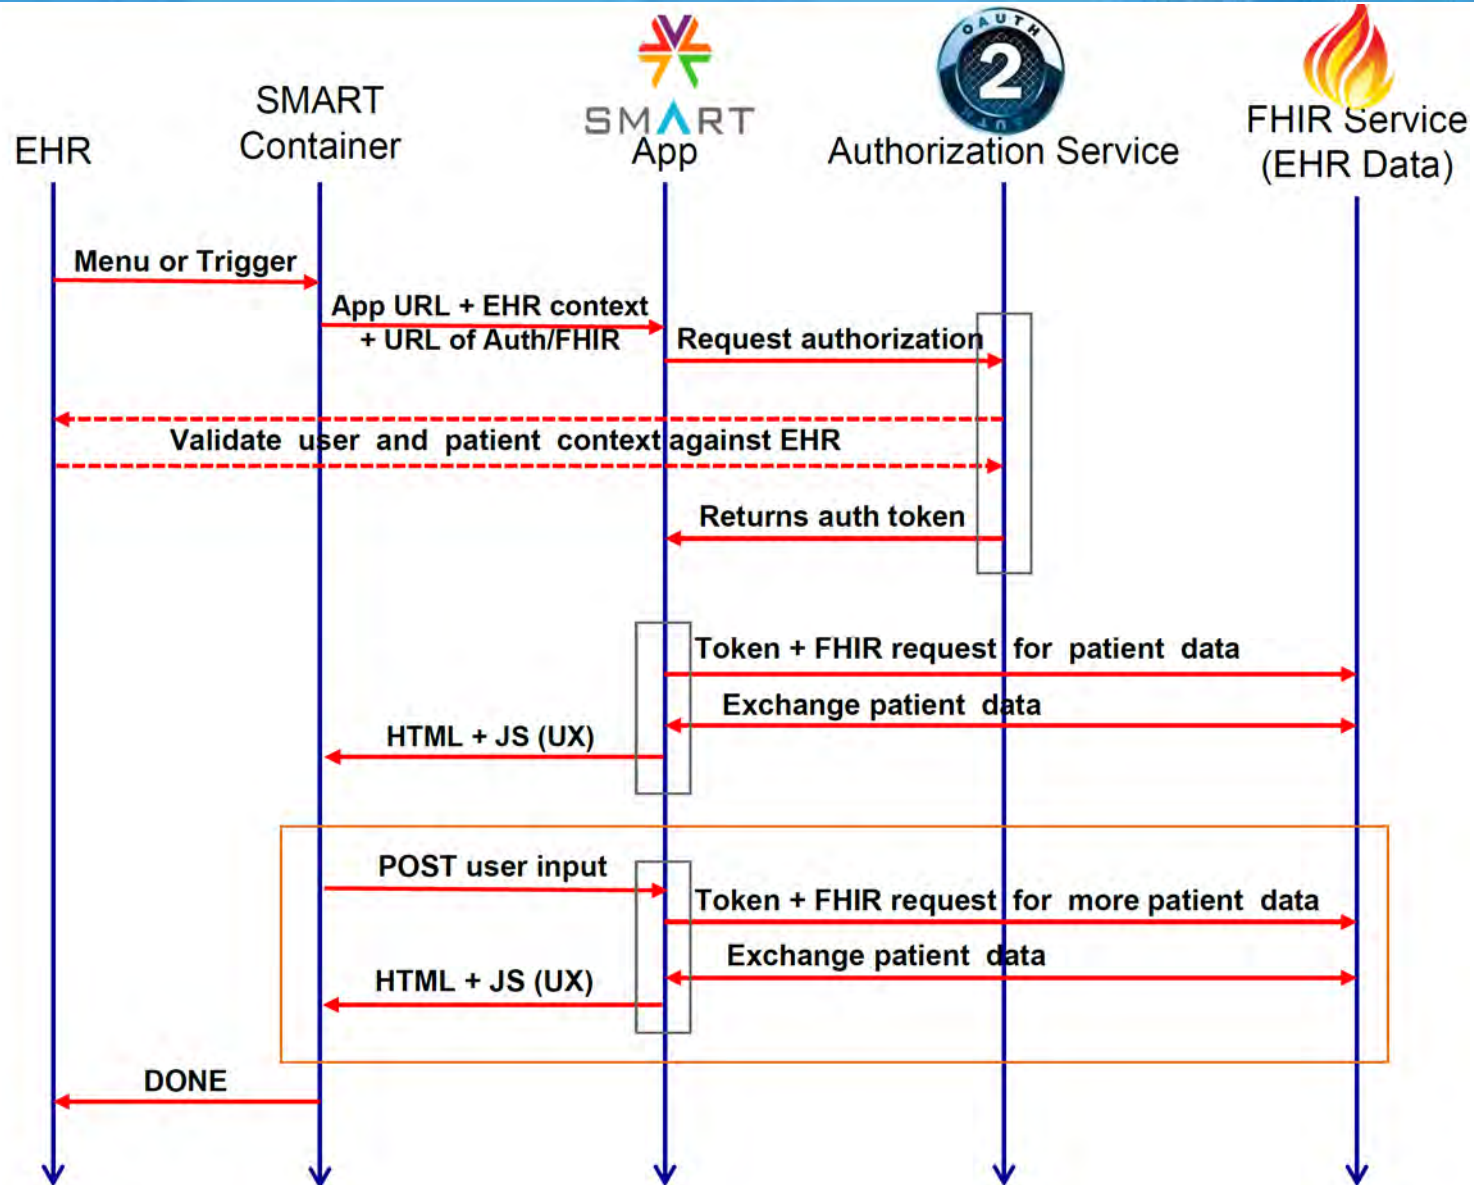 OAUTH
2
SMART
Container
SMART
App
EHR
Authorization Service
FHIR Service
(EHR Data)
Menu or Trigger
App URL + EHR context
+ URL of Auth/FHIR
Request authorization
Validate user and patient context against EHR
Returns auth token
Token + FHIR request for patient data
Exchange patient data
HTML + JS (UX)
POST user input
Token + FHIR request for more patient data
Exchange patient data
HTML + JS (UX)
DONE